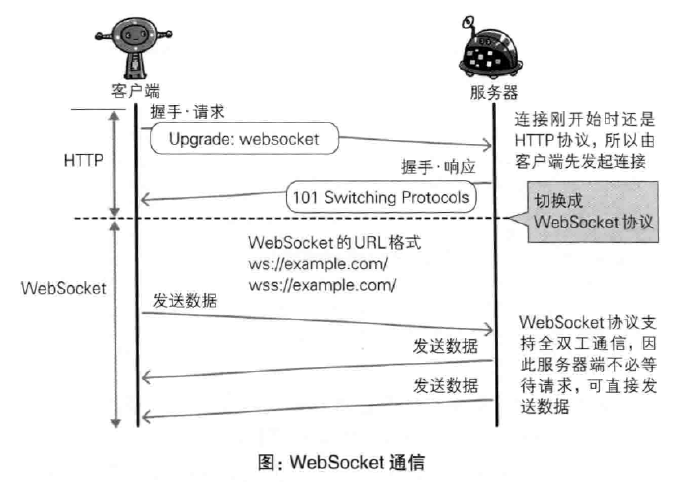 客户端
服务器
握手·请求
Upgrade: websocket
连接刚开始时还是
HTTP协议，所以由
客户端先发起连接
HTTP
握手·响应
101 Switching Protocols
切换成
WebSocket协议
WebSocket的URL格式
ws://example.com/
wss://example.com/
WebSocket
发送数据
WebSocket协议支
持全双工通信，因
此服务器端不必等
待请求，可直接发
送数据
发送数据
发送数据
图：WebSocket 通信